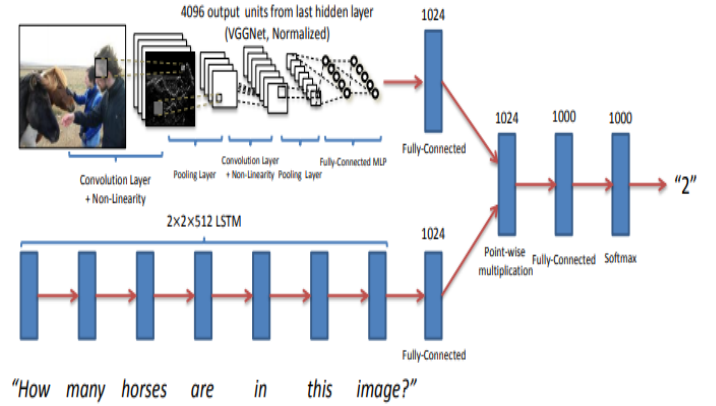 4096 output units from last hidden layer
(VGGNet, Normalized)
1024
Convolution Layer
+ Non-Linearity
Pooling Layer
Convolution Layer
+ Non-Linearity
Pooling Layer
Fully-Connected MLP
Fully-Connected
1024
1000
1000
"2"
Point-wise
multiplication
Fully-Connected
Softmax
2×2×512 LSTM
1024
Fully-Connected
"How many horses are in this image?"